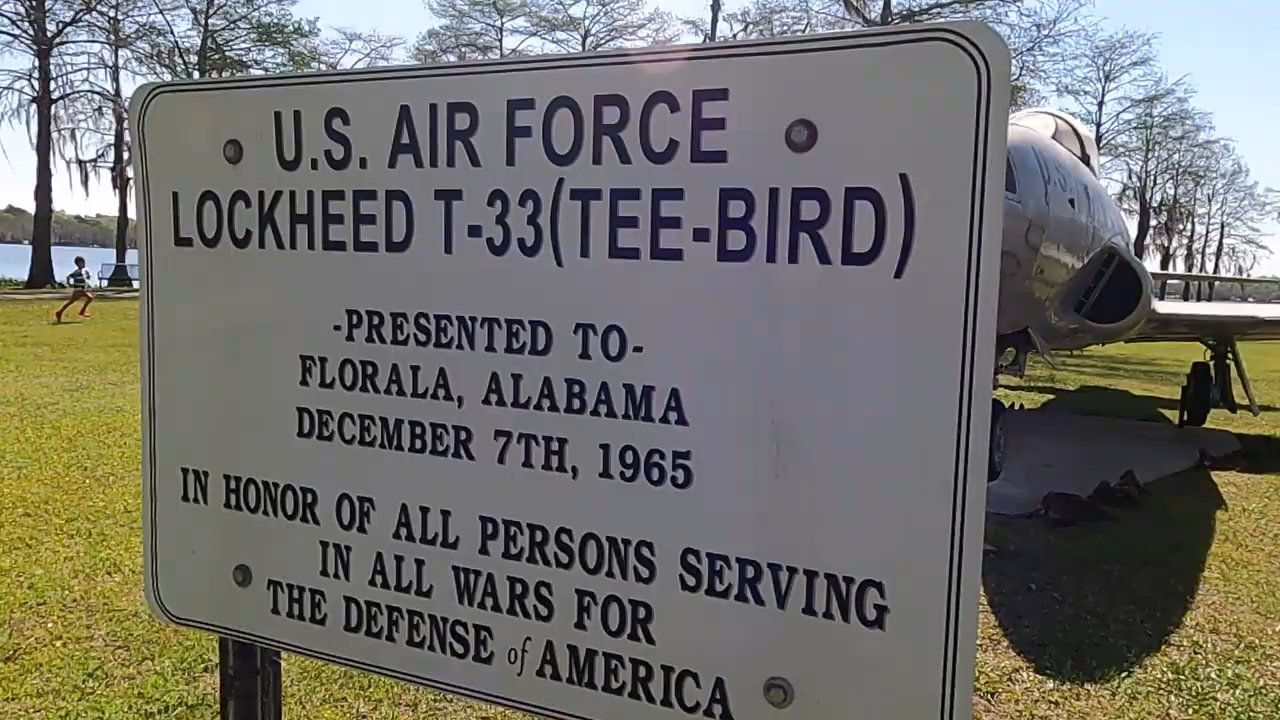 U.S. AIR FORCE
LOCKHEED T-33(TEE-BIRD)
-PRESENTED TO-
FLORALA, ALABAMA
DECEMBER 7TH, 1965
IN HONOR OF ALL PERSONS SERVING
IN ALL WARS FOR
THE DEFENSE of AMERICA